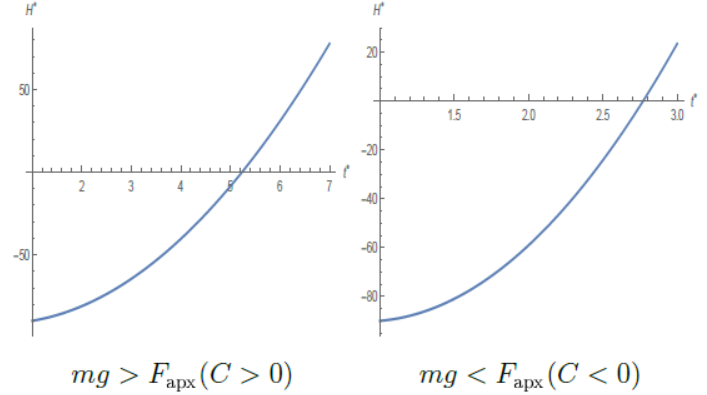 H*
50
-50
2 3 4 5 6 7
t*
mg > F_apx(C > 0)
H*
20
-20
-40
-60
-80
1.5 2.0 2.5 3.0
t*
mg < F_apx(C < 0)